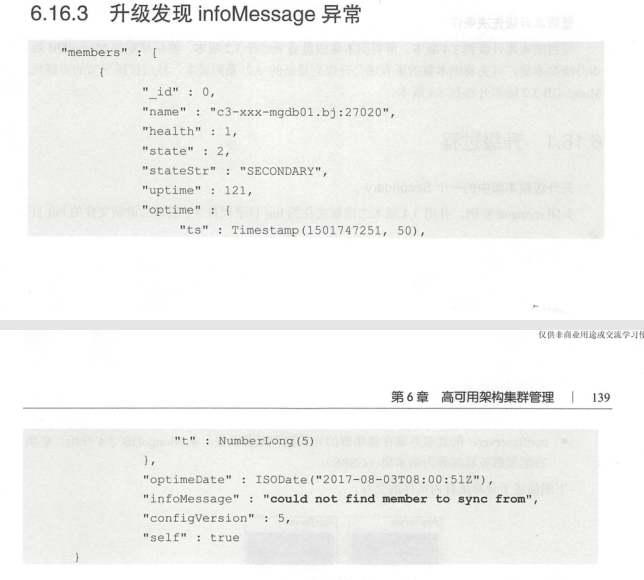 6.16.3 升级发现 infoMessage 异常
"members" : [
{
"_id" : 0,
"name" : "c3-xxx-mgdb01.bj:27020",
"health" : 1,
"state" : 2,
"stateStr" : "SECONDARY",
"uptime" : 121,
"optime" : {
"ts" : Timestamp(1501747251, 50),
仅供非商业用途或交流学习使
第 6 章 高可用架构集群管理 | 139
"t" : NumberLong(5)
},
"optimeDate" : ISODate("2017-08-03T08:00:51Z"),
"infoMessage" : "could not find member to sync from",
"configVersion" : 5,
"self" : true
}